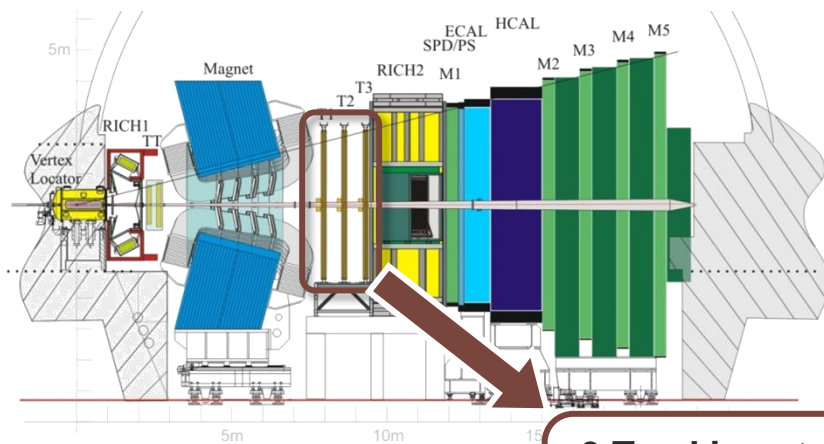 HCAL
M5
ECAL
M4
SPD/PS
M3
5m
M2
RICH2
M1
Magnet
T3
T2
T1
RICH1
TT
Vertex
Locator
5m
10m